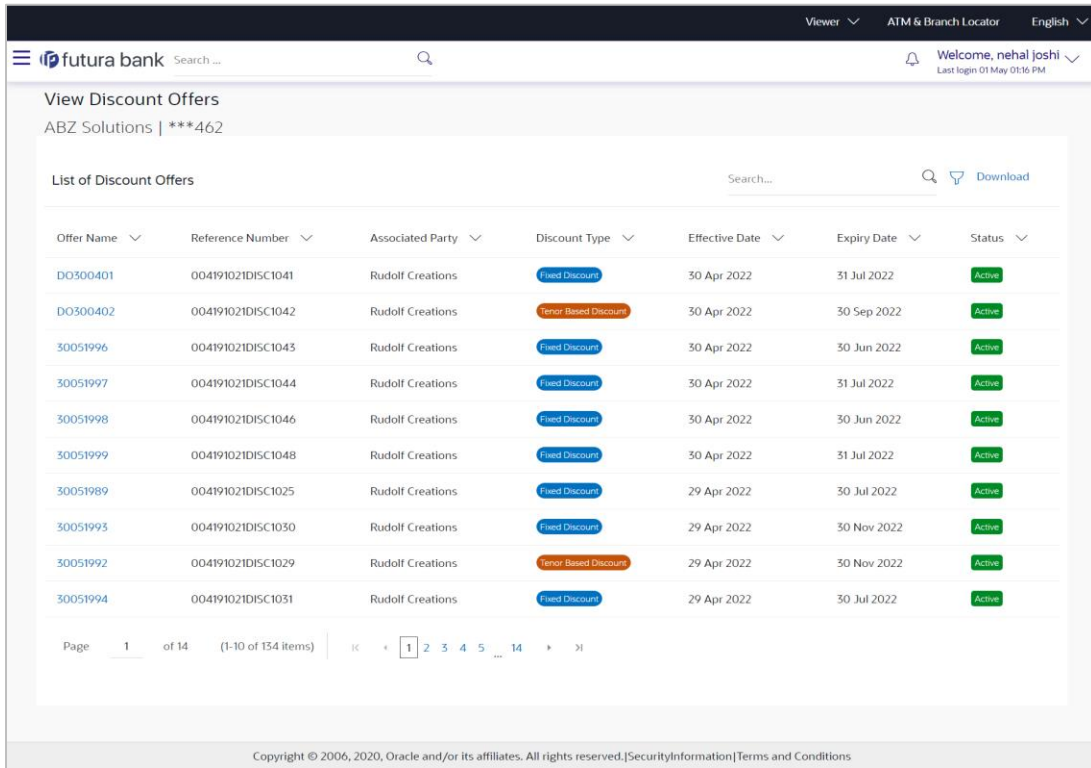 Viewer ATM & Branch Locator English
futura bank Search ... Welcome, nehal joshi
Last login 01 May 01:16 PM
View Discount Offers
ABZ Solutions | ***462
List of Discount Offers Search... Download
Offer Name Reference Number Associated Party Discount Type Effective Date Expiry Date Status
DO300401 004191021DISC1041 Rudolf Creations Fixed Discount 30 Apr 2022 31 Jul 2022 Active
DO300402 004191021DISC1042 Rudolf Creations Tenor Based Discount 30 Apr 2022 30 Sep 2022 Active
30051996 004191021DISC1043 Rudolf Creations Fixed Discount 30 Apr 2022 30 Jun 2022 Active
30051997 004191021DISC1044 Rudolf Creations Fixed Discount 30 Apr 2022 31 Jul 2022 Active
30051998 004191021DISC1046 Rudolf Creations Fixed Discount 30 Apr 2022 30 Jun 2022 Active
30051999 004191021DISC1048 Rudolf Creations Fixed Discount 30 Apr 2022 31 Jul 2022 Active
30051989 004191021DISC1025 Rudolf Creations Fixed Discount 29 Apr 2022 30 Jul 2022 Active
30051993 004191021DISC1030 Rudolf Creations Fixed Discount 29 Apr 2022 30 Nov 2022 Active
30051992 004191021DISC1029 Rudolf Creations Tenor Based Discount 29 Apr 2022 30 Nov 2022 Active
30051994 004191021DISC1031 Rudolf Creations Fixed Discount 29 Apr 2022 30 Jul 2022 Active
Page 1 of 14 (1-10 of 134 items) 1 2 3 4 5 ... 14
Copyright © 2006, 2020, Oracle and/or its affiliates. All rights reserved.|SecurityInformation|Terms and Conditions